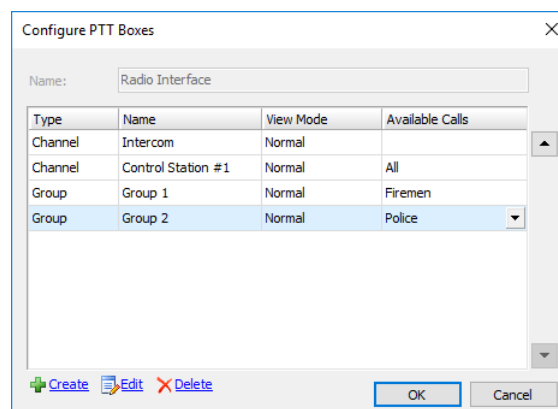 Configure PTT Boxes
Name: Radio Interface
Type Name View Mode Available Calls
Channel Intercom Normal
Channel Control Station #1 Normal All
Group Group 1 Normal Firemen
Group Group 2 Normal Police
Create Edit Delete
OK Cancel